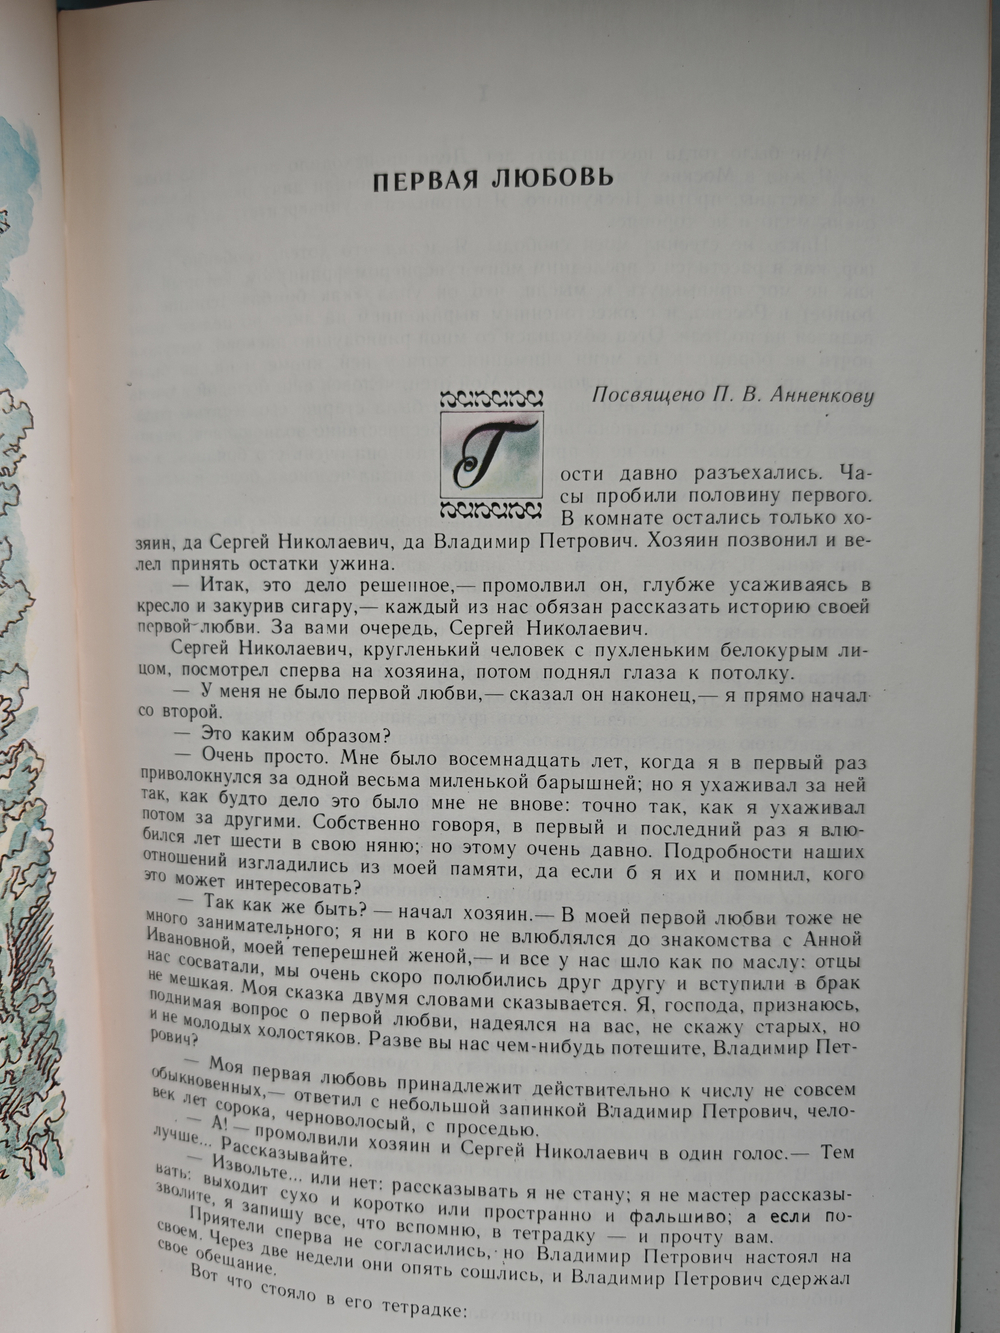 ПЕРВАЯ ЛЮБОВЬ
Посвящено П. В. Анненкову
Гости давно разъехались. Ча-
сы пробили половину первого.
В комнате остались только хо-
зяин, да Сергей Николаевич, да Владимир Петрович. Хозяин позвонил и ве-
лел принять остатки ужина.
— Итак, это дело решенное,— промолвил он, глубже усаживаясь в
кресло и закурив сигару,— каждый из нас обязан рассказать историю своей
первой любви. За вами очередь, Сергей Николаевич.
Сергей Николаевич, кругленький человек с пухленьким белокурым ли-
цом, посмотрел сперва на хозяина, потом поднял глаза к потолку.
— У меня не было первой любви,— сказал он наконец,— я прямо начал
со второй.
— Это каким образом?
— Очень просто. Мне было восемнадцать лет, когда я в первый раз
приволокнулся за одной весьма миленькой барышней; но я ухаживал за ней
так, как будто дело это было мне не внове: точно так, как я ухаживал
потом за другими. Собственно говоря, в первый и последний раз я влю-
бился лет шести в свою няню; но этому очень давно. Подробности наших
отношений изгладились из моей памяти, да если б я их и помнил, кого
это может интересовать?
— Так как же быть? — начал хозяин.— В моей первой любви тоже не
много занимательного; я ни в кого не влюблялся до знакомства с Анной
Ивановной, моей теперешней женой,— и все у нас шло как по маслу: отцы
нас сосватали, мы очень скоро полюбились друг другу и вступили в брак
не мешкая. Моя сказка двумя словами сказывается. Я, господа, признаюсь,
поднимая вопрос о первой любви, надеялся на вас, не скажу старых, но
и не молодых холостяков. Разве вы нас чем-нибудь потешите, Владимир Пет-
рович?
— Моя первая любовь принадлежит действительно к числу не совсем
обыкновенных,— ответил с небольшой запинкой Владимир Петрович, чело-
век лет сорока, черноволосый, с проседью.
— А! — промолвили хозяин и Сергей Николаевич в один голос.— Тем
лучше... Рассказывайте.
— Извольте... или нет: рассказывать я не стану; я не мастер рассказы-
вать: выходит сухо и коротко или пространно и фальшиво; а если по-
зволите, я запишу все, что вспомню, в тетрадку — и прочту вам.
Приятели сперва не согласились, но Владимир Петрович настоял на
своем. Через две недели они опять сошлись, и Владимир Петрович сдержал
свое обещание.
Вот что стояло в его тетрадке: